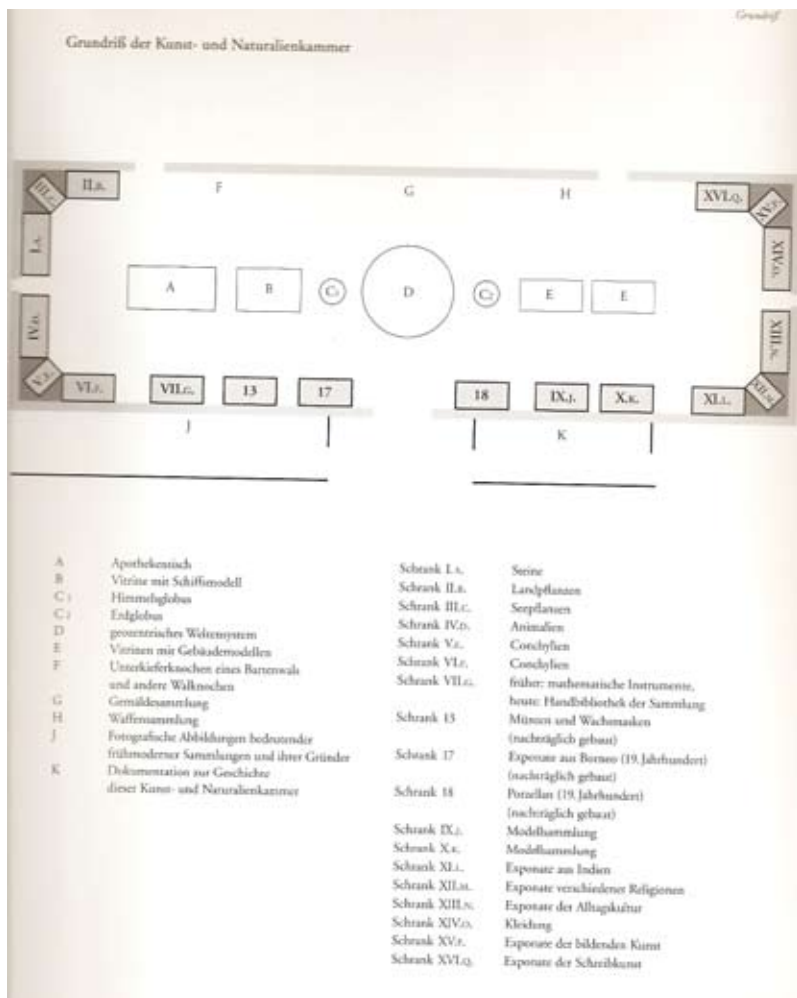 Grundriß
Grundriß der Kunst- und Naturalienkammer
II.B.
F
G
H
XVI.Q.
III.C.
XV.P.
I.A.
XIV.O.
A
B
C1
D
C2
E
E
IV.D.
XIII.N.
V.E.
VI.F.
VII.G.
13
17
18
IX.J.
X.K.
XI.L.
XII.M.
J
K
A Apothekentisch
B Vitrine mit Schiffsmodell
C1 Himmelsglobus
C2 Erdglobus
D geozentrisches Weltensystem
E Vitrinen mit Gebäudemodellen
F Unterkieferknochen eines Bartenwals
und andere Walknochen
G Gemäldesammlung
H Waffensammlung
J Fotografische Abbildungen bedeutender
frühmoderner Sammlungen und ihrer Gründer
K Dokumentation zur Geschichte
dieser Kunst- und Naturalienkammer
Schrank I.A. Steine
Schrank II.B. Landpflanzen
Schrank III.C. Seepflanzen
Schrank IV.D. Animalien
Schrank V.E. Conchylien
Schrank VI.F. Conchylien
Schrank VII.G. früher: mathematische Instrumente,
heute: Handbibliothek der Sammlung
Schrank 13 Münzen und Wachsmasken
(nachträglich gebaut)
Schrank 17 Exponate aus Borneo (19. Jahrhundert)
(nachträglich gebaut)
Schrank 18 Porzellan (19. Jahrhundert)
(nachträglich gebaut)
Schrank IX.J. Modellsammlung
Schrank X.K. Modellsammlung
Schrank XI.L. Exponate aus Indien
Schrank XII.M. Exponate verschiedener Religionen
Schrank XIII.N. Exponate der Alltagskultur
Schrank XIV.O. Kleidung
Schrank XV.P. Exponate der bildenden Kunst
Schrank XVI.Q. Exponate der Schreibkunst